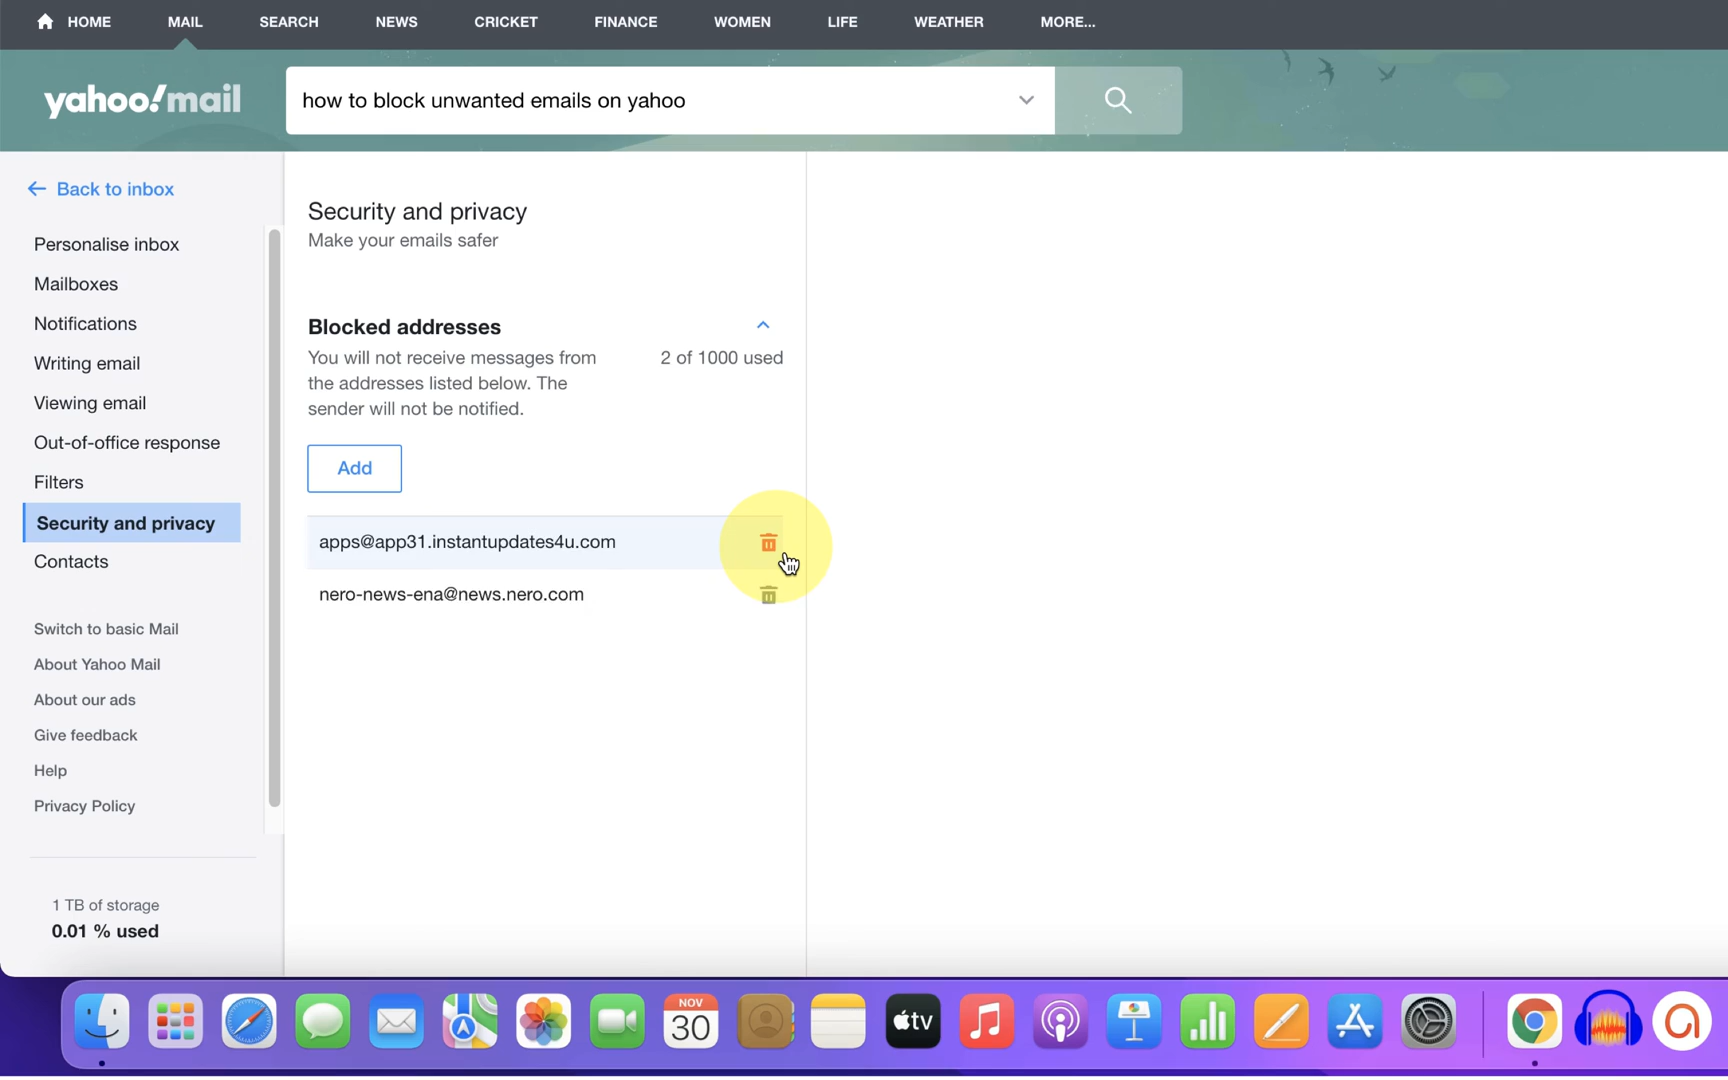 HOME MAIL SEARCH NEWS CRICKET FINANCE WOMEN LIFE WEATHER MORE...
yahoo!mail
how to block unwanted emails on yahoo
Back to inbox
Personalise inbox
Mailboxes
Notifications
Writing email
Viewing email
Out-of-office response
Filters
Security and privacy
Contacts
Switch to basic Mail
About Yahoo Mail
About our ads
Give feedback
Help
Privacy Policy
1 TB of storage
0.01 % used
Security and privacy
Make your emails safer
Blocked addresses
You will not receive messages from
the addresses listed below. The
sender will not be notified.
2 of 1000 used
Add
apps@app31.instantupdates4u.com
nero-news-ena@news.nero.com
NOV
30
tv